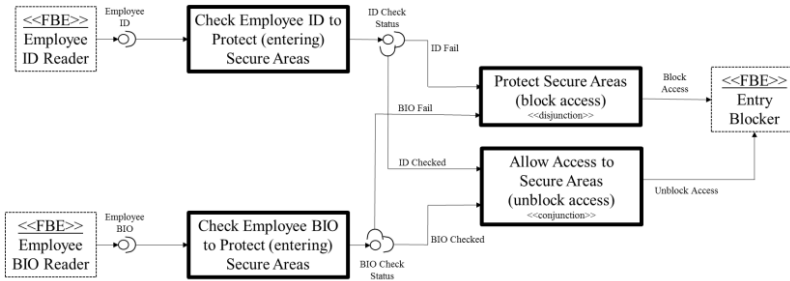 <<FBE>>
Employee
ID Reader
Employee
ID
Check Employee ID to
Protect (entering)
Secure Areas
ID Check
Status
ID Fail
BIO Fail
Protect Secure Areas
(block access)
<<disjunction>>
Block
Access
<<FBE>>
Entry
Blocker
ID Checked
Allow Access to
Secure Areas
(unblock access)
<<conjunction>>
Unblock Access
<<FBE>>
Employee
BIO Reader
Employee
BIO
Check Employee BIO
to Protect (entering)
Secure Areas
BIO Checked
BIO Check
Status